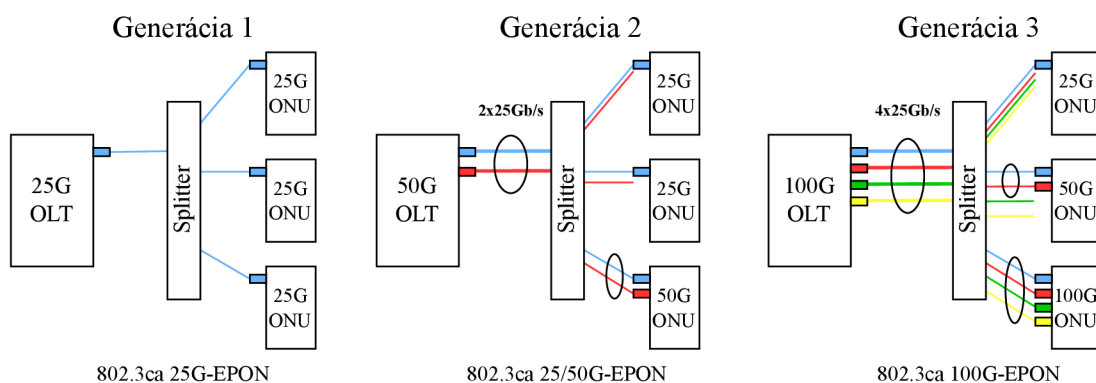 Generácia 1
25G
ONU
25G
OLT
Splitter
25G
ONU
25G
ONU
802.3ca 25G-EPON
Generácia 2
2x25Gb/s
50G
OLT
Splitter
25G
ONU
25G
ONU
50G
ONU
802.3ca 25/50G-EPON
Generácia 3
4x25Gb/s
100G
OLT
Splitter
25G
ONU
50G
ONU
100G
ONU
802.3ca 100G-EPON